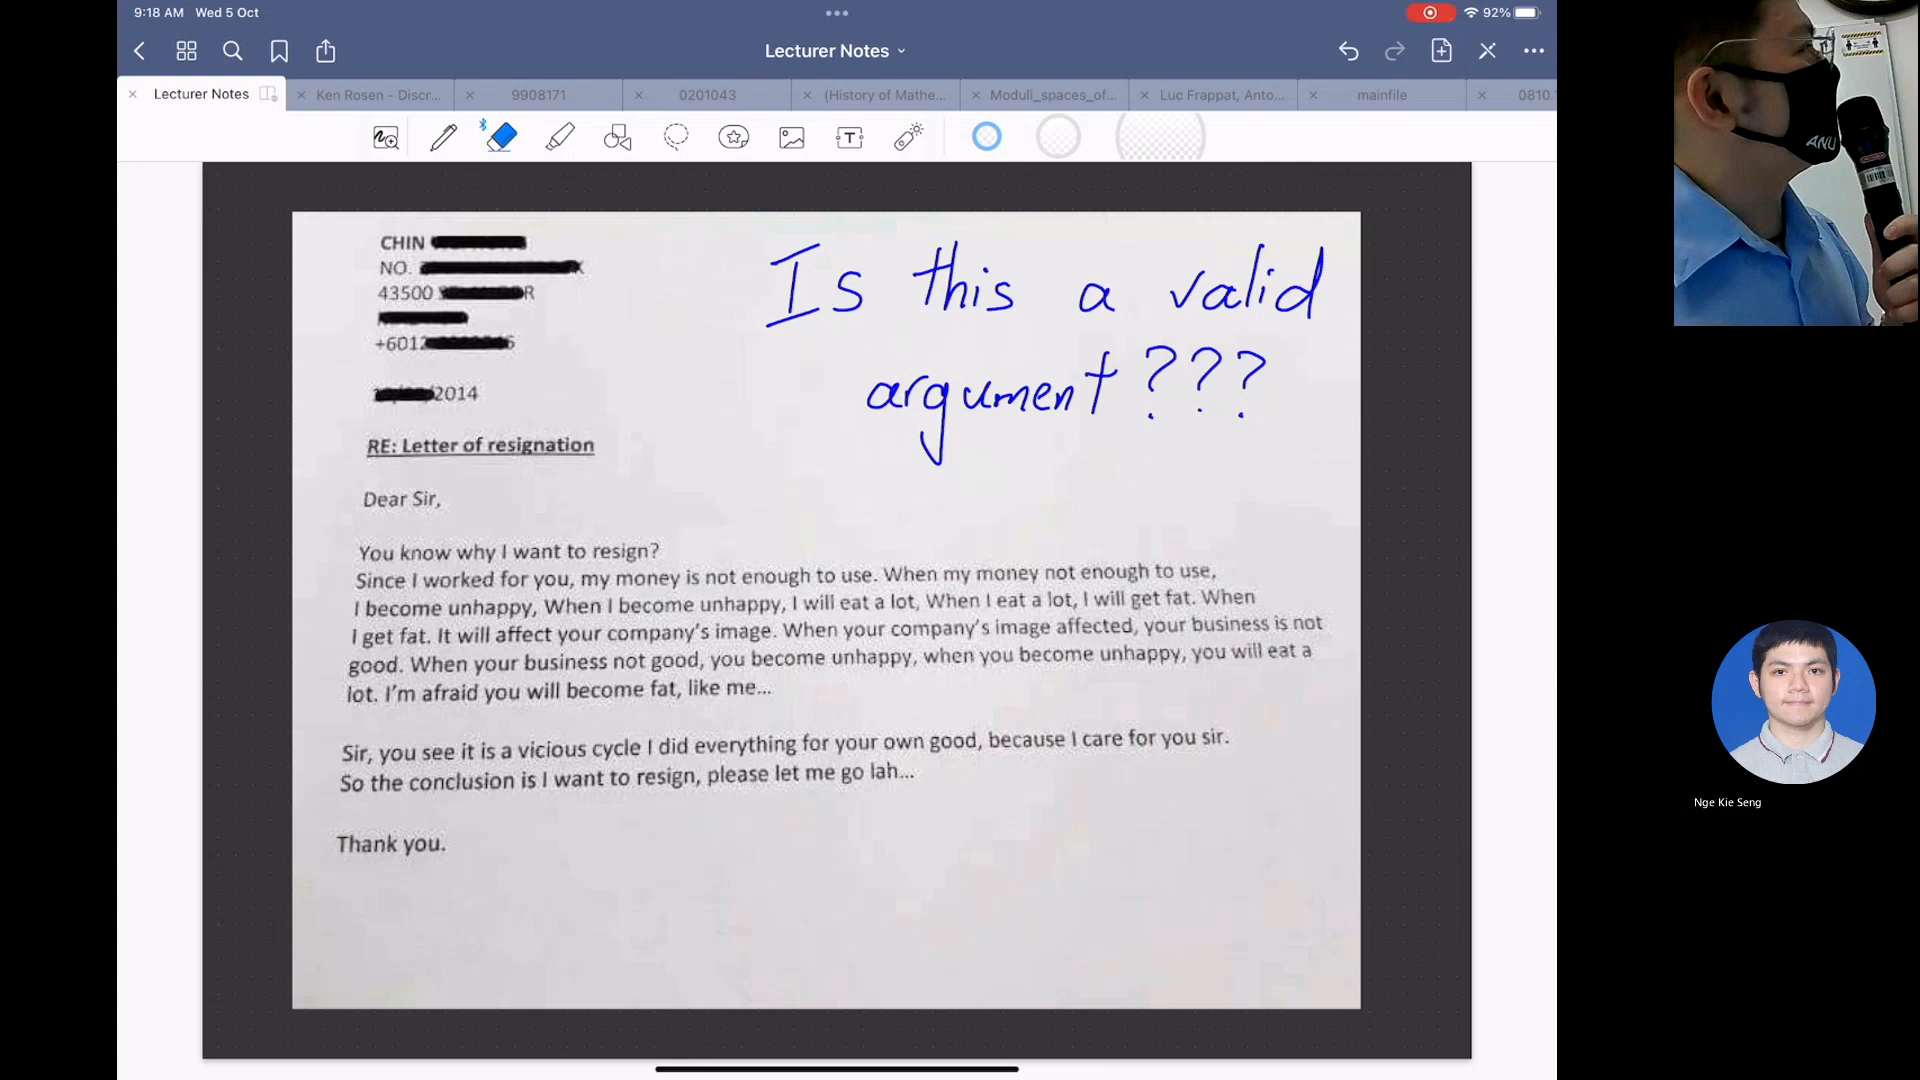 9:18 AM Wed 5 Oct
92%
Lecturer Notes
Lecturer Notes
Ken Rosen - Discr...
9908171
0201043
(History of Mathe...
Moduli_spaces_of...
Luc Frappat, Anto...
mainfile
0810.
CHIN
NO.
43500 R
+6012
2014
Is this a valid
argument???
RE: Letter of resignation
Dear Sir,
You know why I want to resign?
Since I worked for you, my money is not enough to use. When my money not enough to use,
I become unhappy, When I become unhappy, I will eat a lot, When I eat a lot, I will get fat. When
I get fat. It will affect your company's image. When your company's image affected, your business is not
good. When your business not good, you become unhappy, when you become unhappy, you will eat a
lot. I'm afraid you will become fat, like me...
Sir, you see it is a vicious cycle I did everything for your own good, because I care for you sir.
So the conclusion is I want to resign, please let me go lah...
Thank you.
ANU
Nge Kie Seng